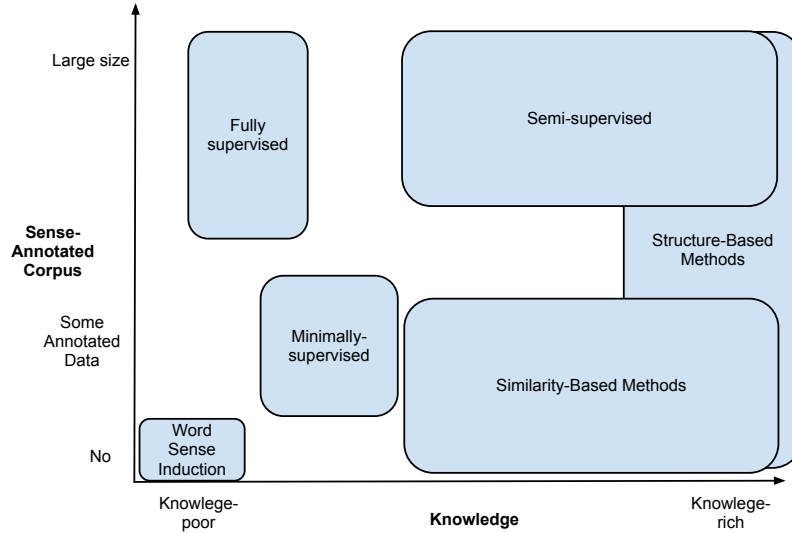 Large size
Fully
supervised
Semi-supervised
Sense-
Annotated
Corpus
Structure-Based
Methods
Some
Annotated
Data
Minimally-
supervised
Similarity-Based Methods
No
Word
Sense
Induction
Knowlege-
poor
Knowledge
Knowlege-
rich